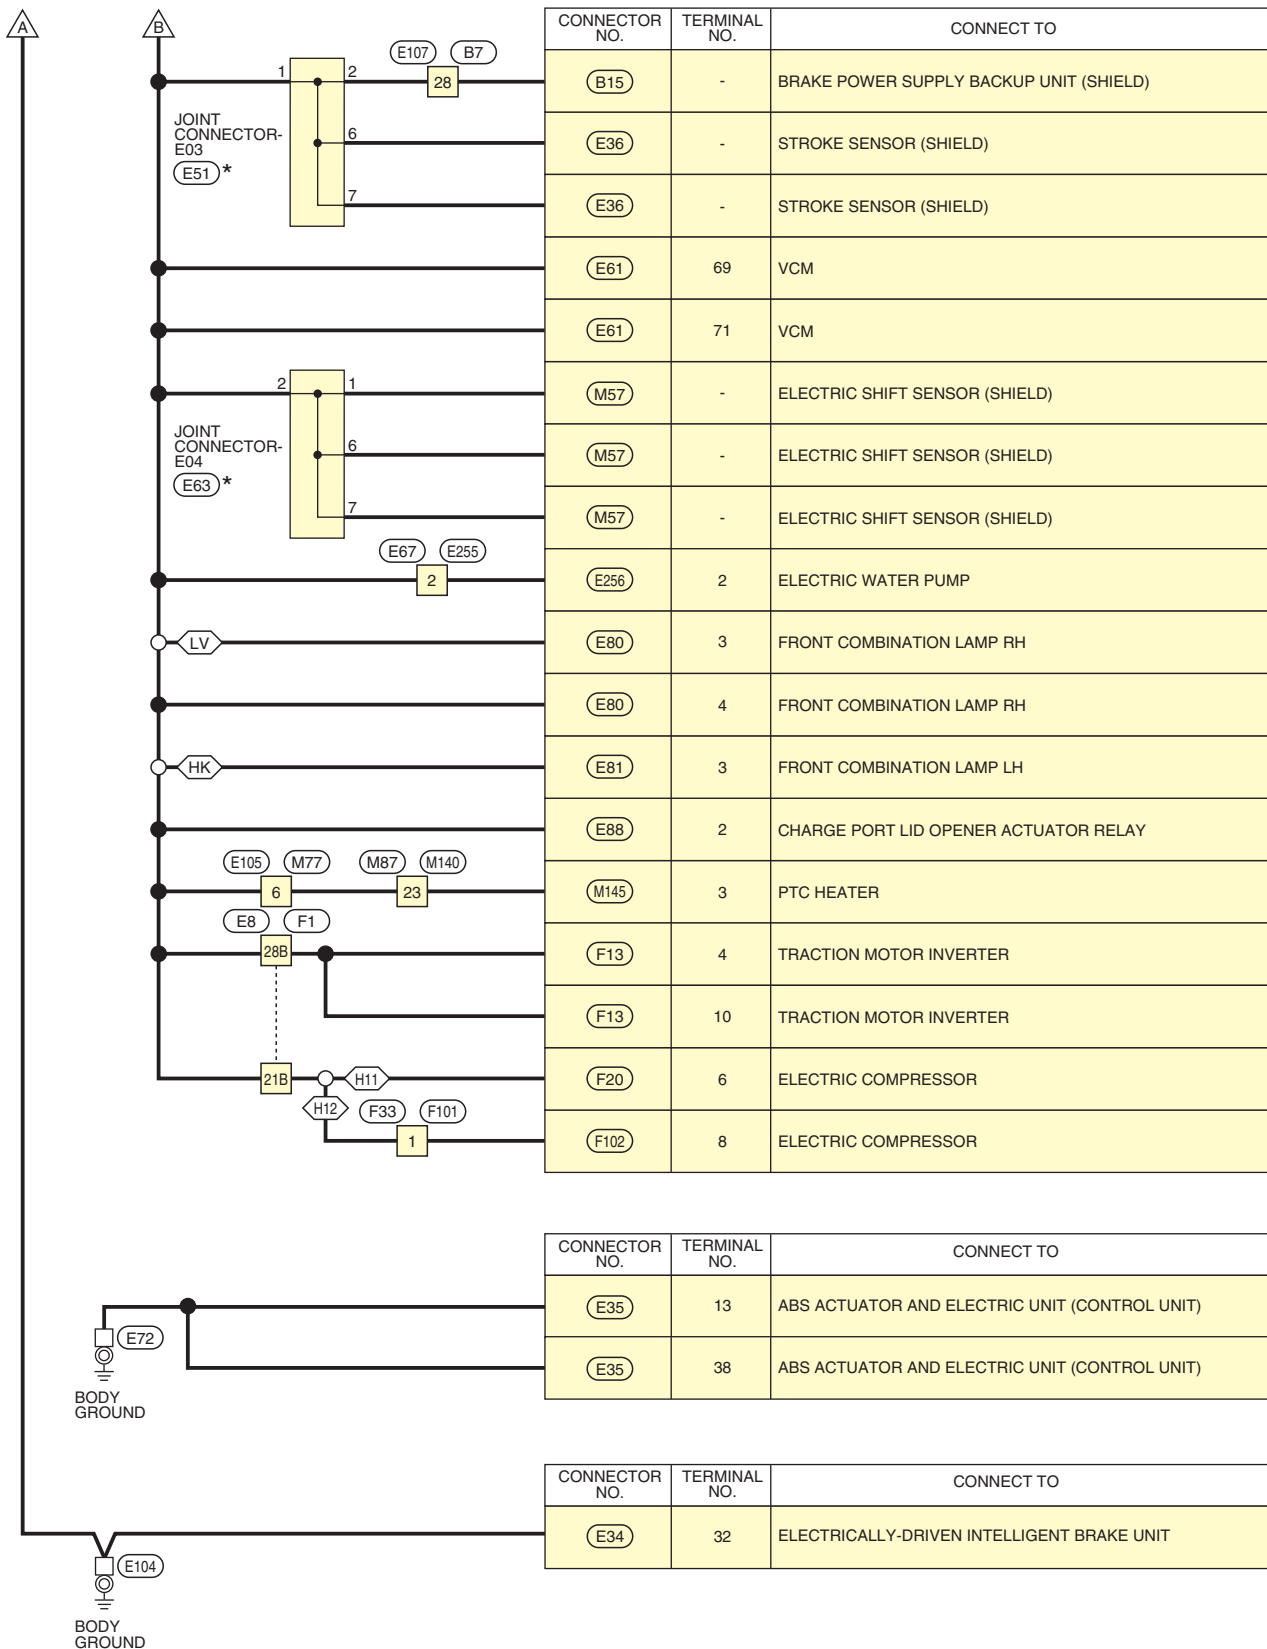 A
B
CONNECTOR NO. TERMINAL NO. CONNECT TO
E107 B7
1 2 28 B15 - BRAKE POWER SUPPLY BACKUP UNIT (SHIELD)
JOINT
CONNECTOR-
E03
E51 *
6 E36 - STROKE SENSOR (SHIELD)
7 E36 - STROKE SENSOR (SHIELD)
E61 69 VCM
E61 71 VCM
2 1 M57 - ELECTRIC SHIFT SENSOR (SHIELD)
JOINT
CONNECTOR-
E04
E63 *
6 M57 - ELECTRIC SHIFT SENSOR (SHIELD)
7 M57 - ELECTRIC SHIFT SENSOR (SHIELD)
E67 E255
2 E256 2 ELECTRIC WATER PUMP
LV E80 3 FRONT COMBINATION LAMP RH
E80 4 FRONT COMBINATION LAMP RH
HK E81 3 FRONT COMBINATION LAMP LH
E88 2 CHARGE PORT LID OPENER ACTUATOR RELAY
E105 M77 M87 M140
6 23 M145 3 PTC HEATER
E8 F1
28B F13 4 TRACTION MOTOR INVERTER
F13 10 TRACTION MOTOR INVERTER
21B H11 F20 6 ELECTRIC COMPRESSOR
H12 F33 F101
1 F102 8 ELECTRIC COMPRESSOR
CONNECTOR NO. TERMINAL NO. CONNECT TO
E35 13 ABS ACTUATOR AND ELECTRIC UNIT (CONTROL UNIT)
E72
E35 38 ABS ACTUATOR AND ELECTRIC UNIT (CONTROL UNIT)
BODY
GROUND
CONNECTOR NO. TERMINAL NO. CONNECT TO
E34 32 ELECTRICALLY-DRIVEN INTELLIGENT BRAKE UNIT
E104
BODY
GROUND